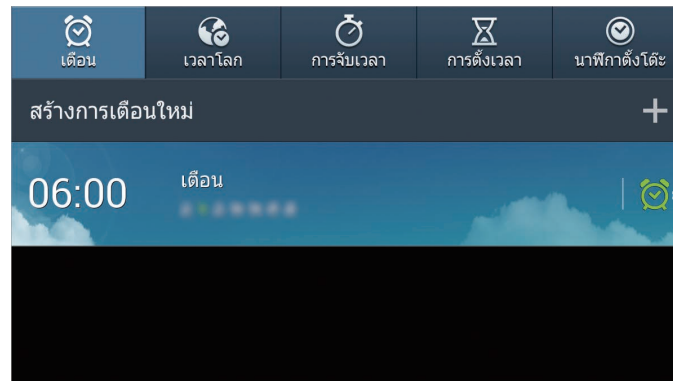 เตือน
เวลาโลก
การจับเวลา
การตั้งเวลา
นาฬิกาตั้งโต๊ะ
สร้างการเตือนใหม่
06:00
เตือน